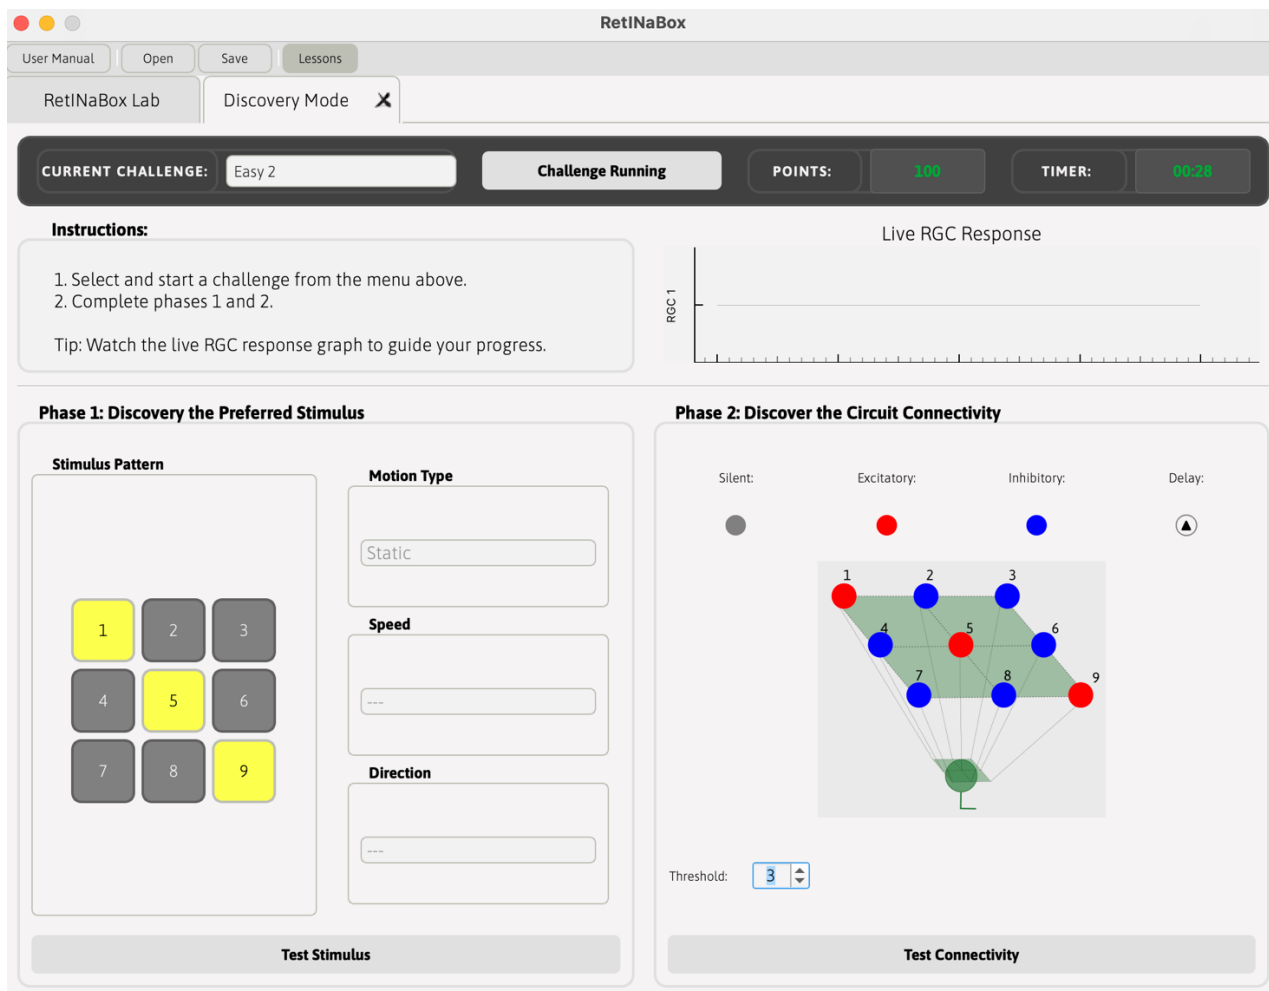 RetINaBox
User Manual Open Save Lessons
RetINaBox Lab Discovery Mode
CURRENT CHALLENGE: Easy 2 Challenge Running POINTS: 100 TIMER: 00:28
Instructions:
1. Select and start a challenge from the menu above.
2. Complete phases 1 and 2.
Tip: Watch the live RGC response graph to guide your progress.
Live RGC Response
RGC 1
Phase 1: Discovery the Preferred Stimulus
Stimulus Pattern
1 2 3
4 5 6
7 8 9
Motion Type
Static
Speed
---
Direction
---
Test Stimulus
Phase 2: Discover the Circuit Connectivity
Silent: Excitatory: Inhibitory: Delay:
1 2 3
4 5 6
7 8 9
Threshold: 3
Test Connectivity